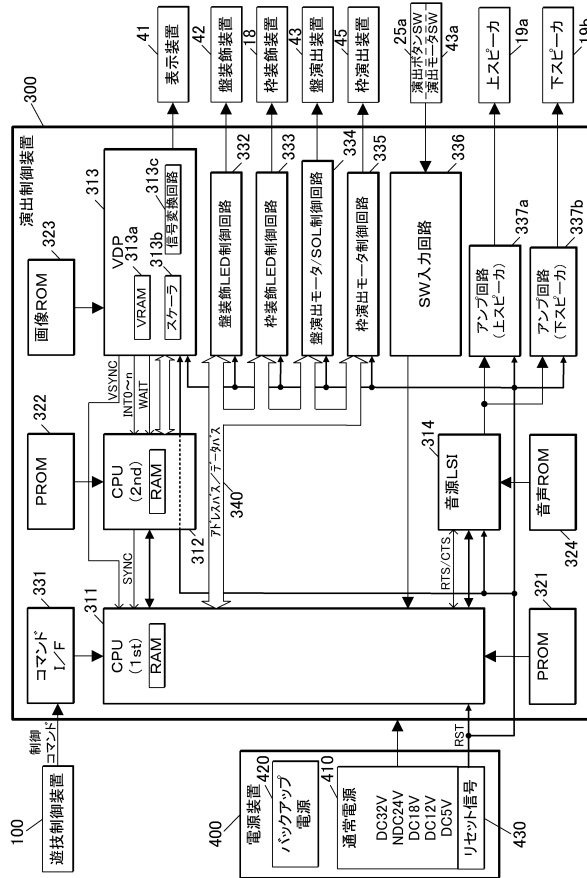 演出制御装置
300
100
遊技制御装置
制御
コマンド
331
コマンド
I/F
322
PROM
323
画像ROM
311
CPU
(1st)
RAM
VSYNC
SYNC
CPU
(2nd)
RAM
312
INT0～n
WAIT
313
VDP
313a
VRAM
313b
スケーラ
313c
信号変換回路
アドレスバス／データバス
340
盤装飾LED制御回路
332
枠装飾LED制御回路
333
盤演出モータ/SOL制御回路
334
枠演出モータ制御回路
335
SW入力回路
336
RTS/CTS
314
音源LSI
アンプ回路
(上スピーカ)
337a
アンプ回路
(下スピーカ)
337b
321
PROM
324
音声ROM
41
表示装置
42
盤装飾装置
18
枠装飾装置
43
盤演出装置
45
枠演出装置
25a
演出ボタンSW
演出モータSW
43a
上スピーカ
19a
下スピーカ
19b
400
電源装置
420
バックアップ
電源
410
通常電源
DC32V
NDC24V
DC18V
DC12V
DC5V
リセット信号
430
RST